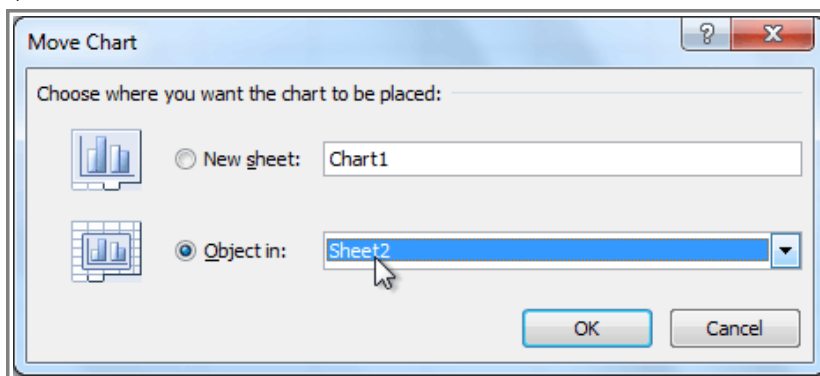 Move Chart
Choose where you want the chart to be placed:
New sheet: Chart1
Object in: Sheet2
OK Cancel